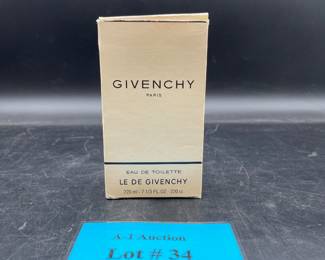 GIVENCHY
PARIS
EAU DE TOILETTE
LE DE GIVENCHY
A-1 Auction
Lot # 34